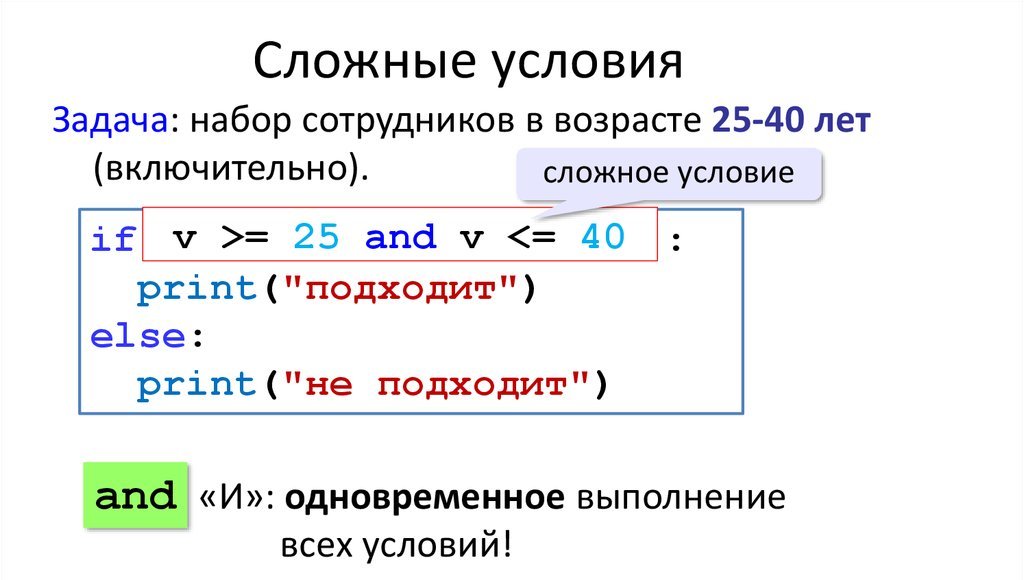 Сложные условия
Задача: набор сотрудников в возрасте 25-40 лет
(включительно).
сложное условие
if v >= 25 and v <= 40 :
print("подходит")
else:
print("не подходит")
and «И»: одновременное выполнение
всех условий!